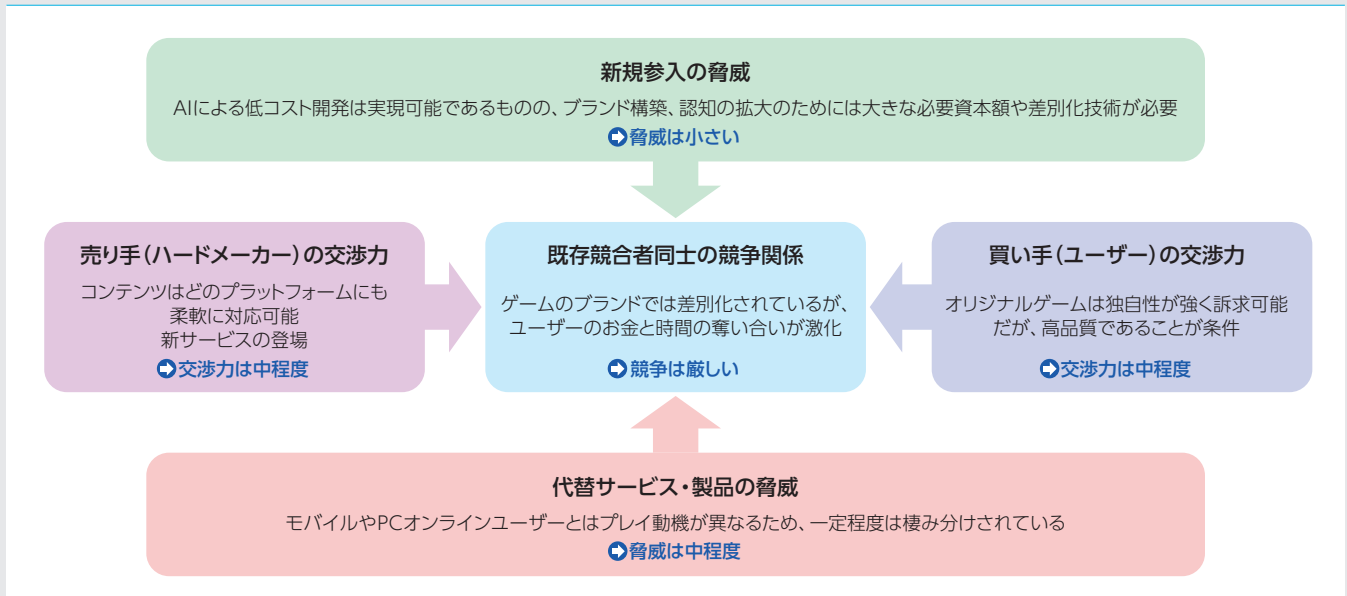 新規参入の脅威
AIによる低コスト開発は実現可能であるものの、ブランド構築、認知の拡大のためには大きな必要資本額や差別化技術が必要
脅威は小さい
売り手(ハードメーカー)の交渉力
コンテンツはどのプラットフォームにも
柔軟に対応可能
新サービスの登場
交渉力は中程度
既存競合者同士の競争関係
ゲームのブランドでは差別化されているが、
ユーザーのお金と時間の奪い合いが激化
競争は厳しい
買い手(ユーザー)の交渉力
オリジナルゲームは独自性が強く訴求可能
だが、高品質であることが条件
交渉力は中程度
代替サービス・製品の脅威
モバイルやPCオンラインユーザーとはプレイ動機が異なるため、一定程度は棲み分けされている
脅威は中程度